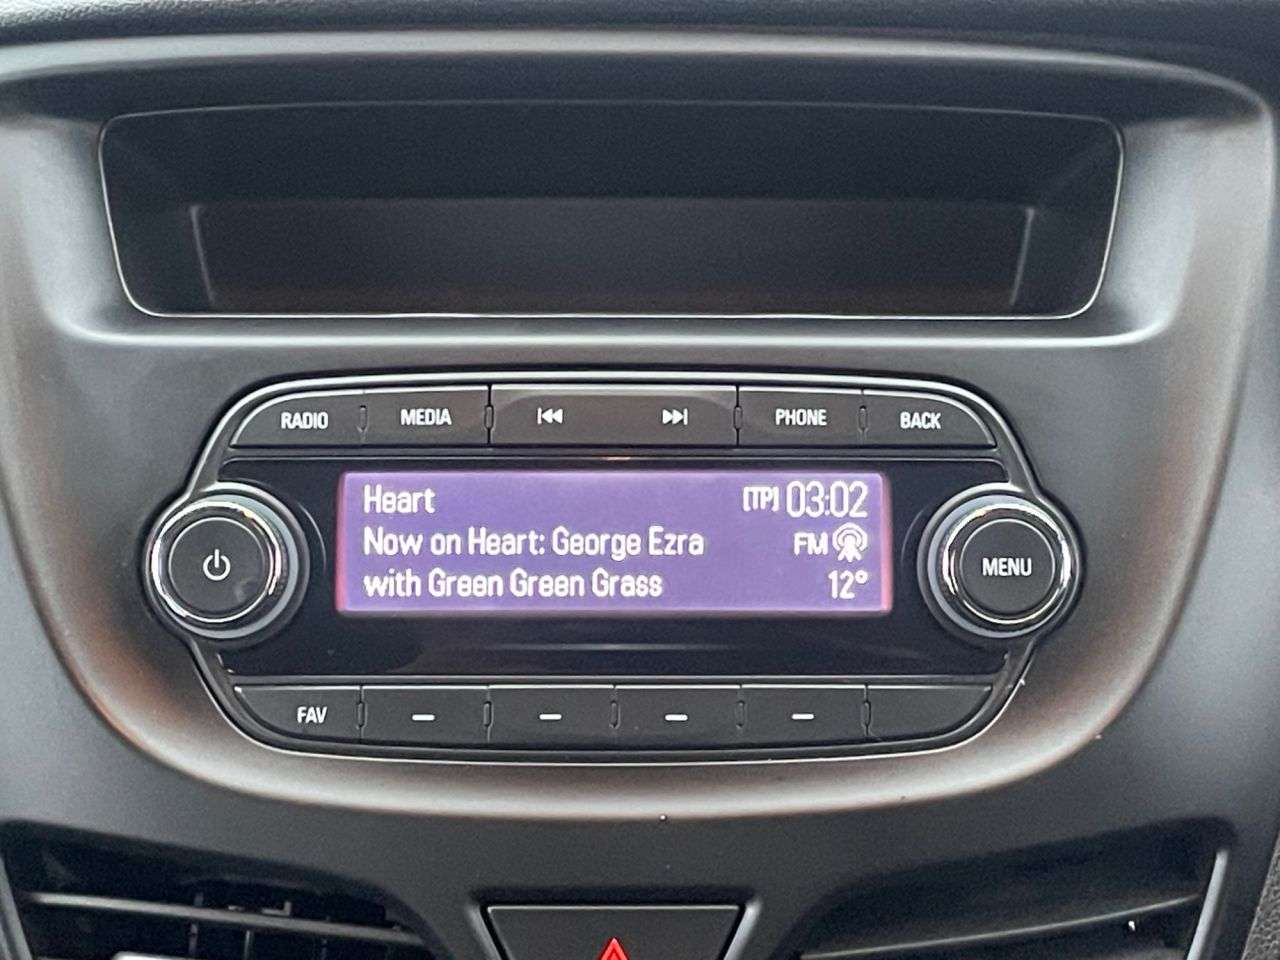 RADIO MEDIA PHONE BACK
Heart [TP] 03:02
Now on Heart: George Ezra FM
with Green Green Grass 12°
MENU
FAV